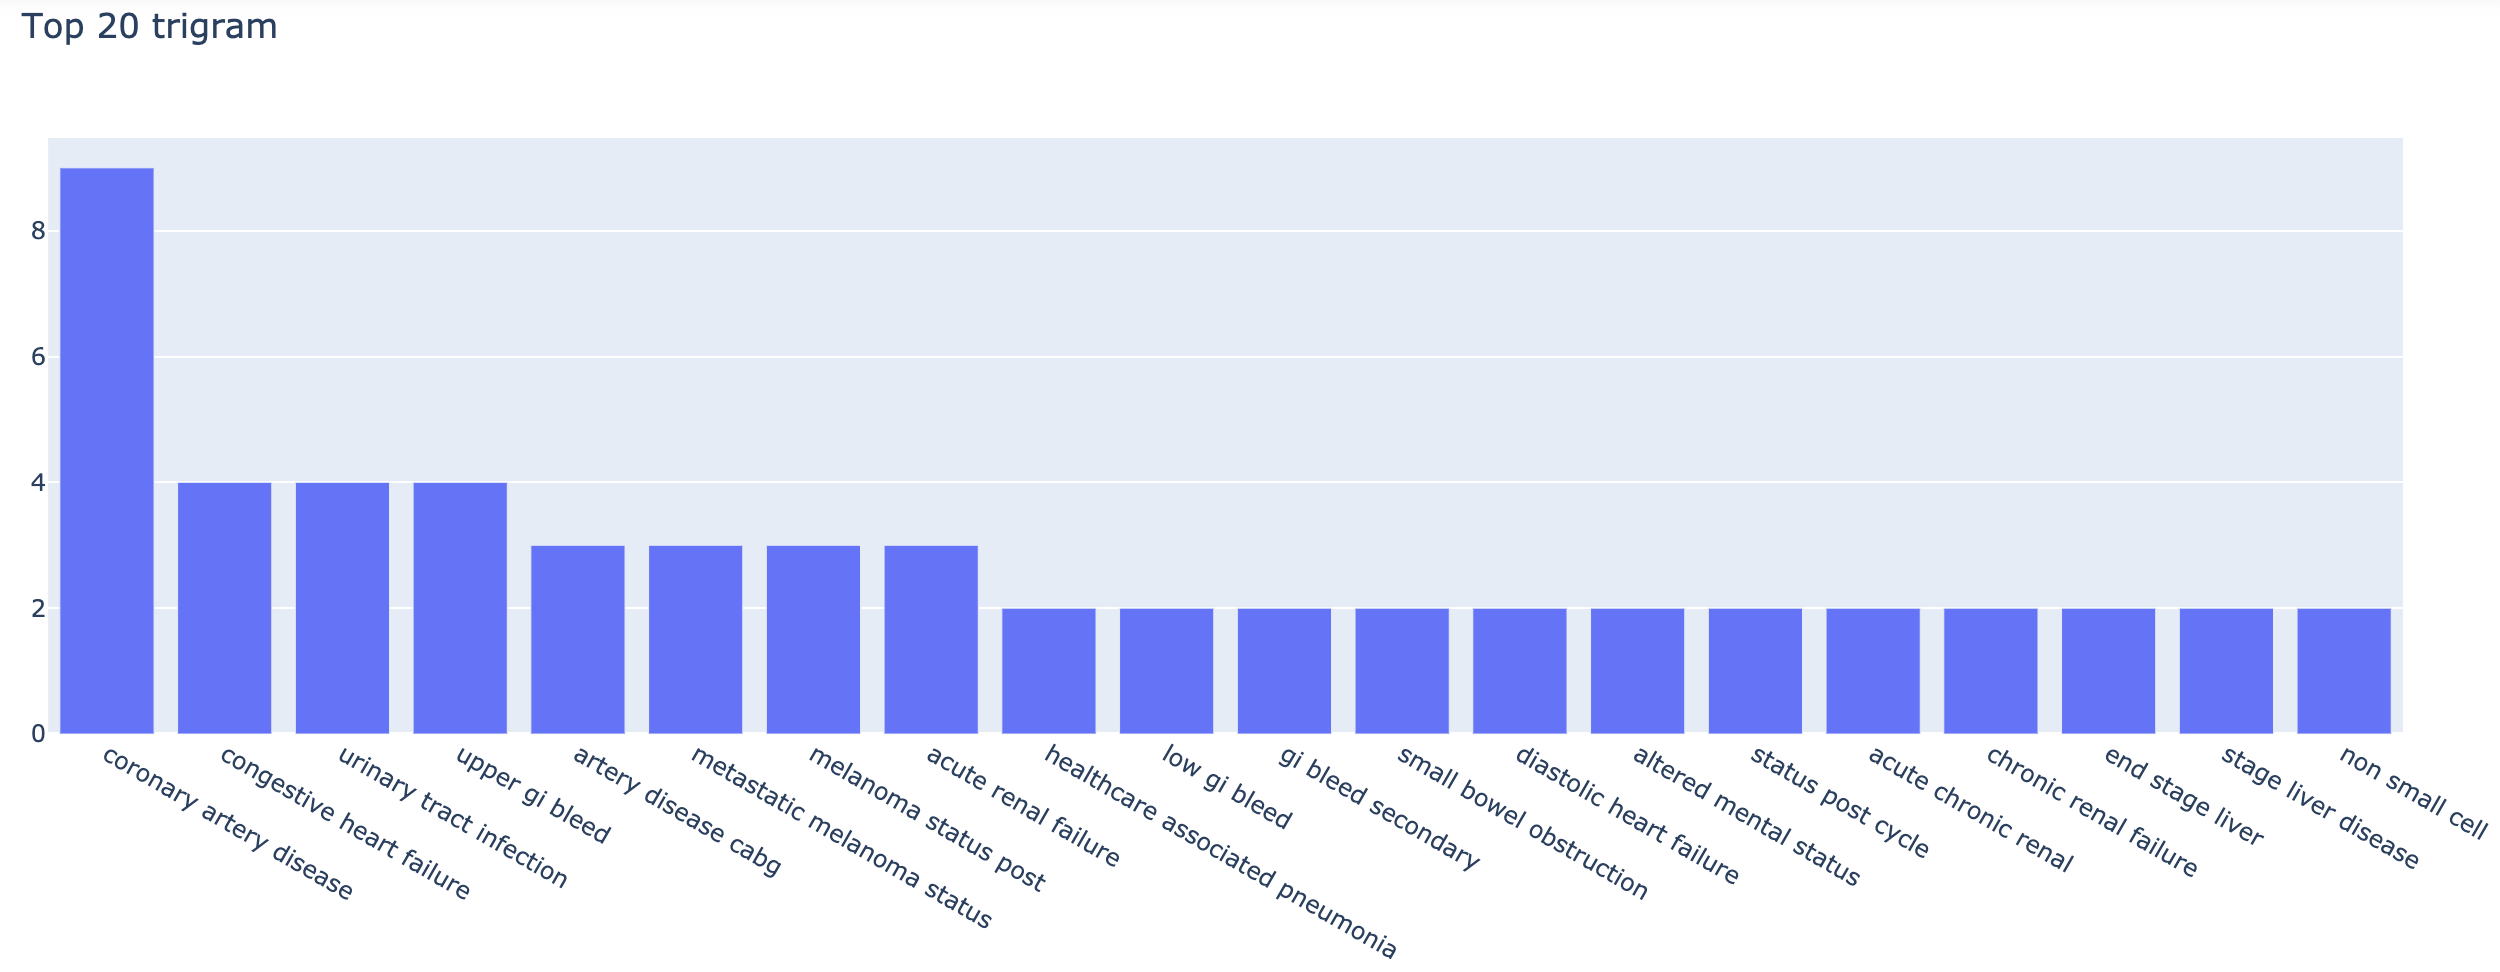 Top 20 trigram
8
6
4
2
0
coronary artery disease
congestive heart failure
urinary tract infection
upper gi bleed
artery disease cabg
metastatic melanoma status
melanoma status post
acute renal failure
healthcare associated pneumonia
low gi bleed
gi bleed secondary
small bowel obstruction
diastolic heart failure
altered mental status
status post cycle
acute chronic renal
chronic renal failure
end stage liver
stage liver disease
non small cell